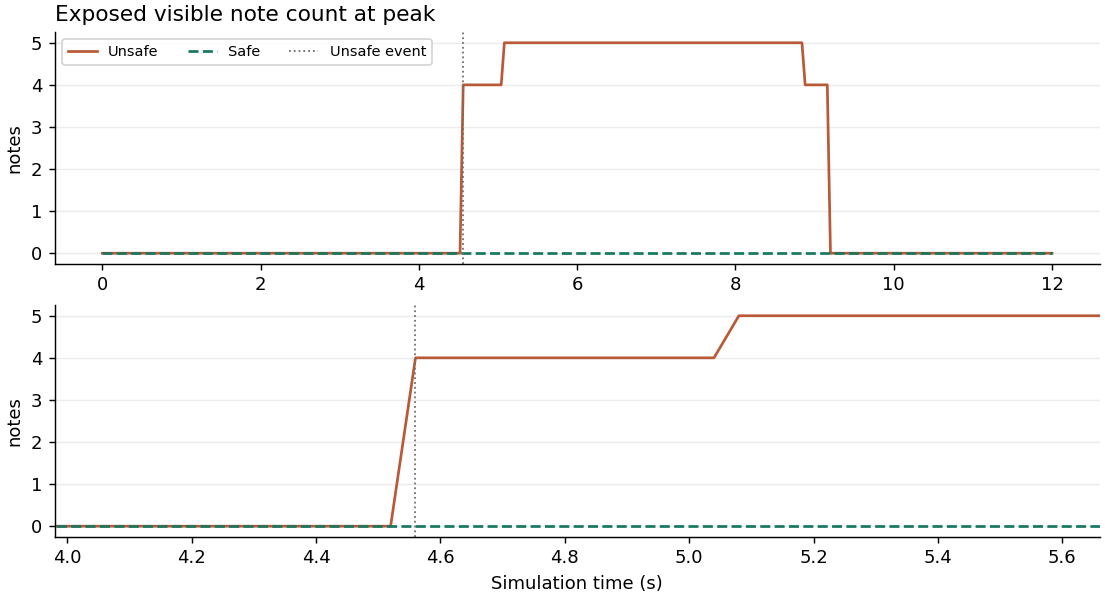 Exposed visible note count at peak
Unsafe Safe Unsafe event
notes
5
4
3
2
1
0
0 2 4 6 8 10 12
notes
5
4
3
2
1
0
4.0 4.2 4.4 4.6 4.8 5.0 5.2 5.4 5.6
Simulation time (s)